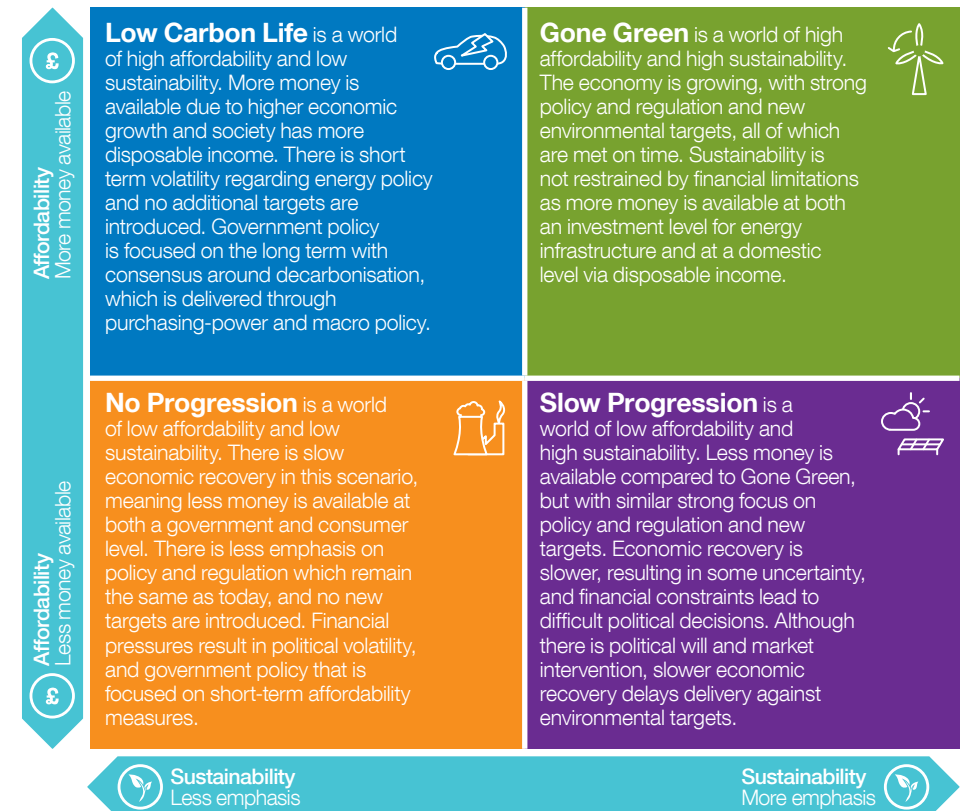 Affordability
More money available
£
Low Carbon Life is a world
of high affordability and low
sustainability. More money is
available due to higher economic
growth and society has more
disposable income. There is short
term volatility regarding energy policy
and no additional targets are
introduced. Government policy
is focused on the long term with
consensus around decarbonisation,
which is delivered through
purchasing-power and macro policy.
Gone Green is a world of high
affordability and high sustainability.
The economy is growing, with strong
policy and regulation and new
environmental targets, all of which
are met on time. Sustainability is
not restrained by financial limitations
as more money is available at both
an investment level for energy
infrastructure and at a domestic
level via disposable income.
Affordability
Less money available
£
No Progression is a world
of low affordability and low
sustainability. There is slow
economic recovery in this scenario,
meaning less money is available at
both a government and consumer
level. There is less emphasis on
policy and regulation which remain
the same as today, and no new
targets are introduced. Financial
pressures result in political volatility,
and government policy that is
focused on short-term affordability
measures.
Slow Progression is a
world of low affordability and
high sustainability. Less money is
available compared to Gone Green,
but with similar strong focus on
policy and regulation and new
targets. Economic recovery is
slower, resulting in some uncertainty,
and financial constraints lead to
difficult political decisions. Although
there is political will and market
intervention, slower economic
recovery delays delivery against
environmental targets.
Sustainability
Less emphasis
Sustainability
More emphasis